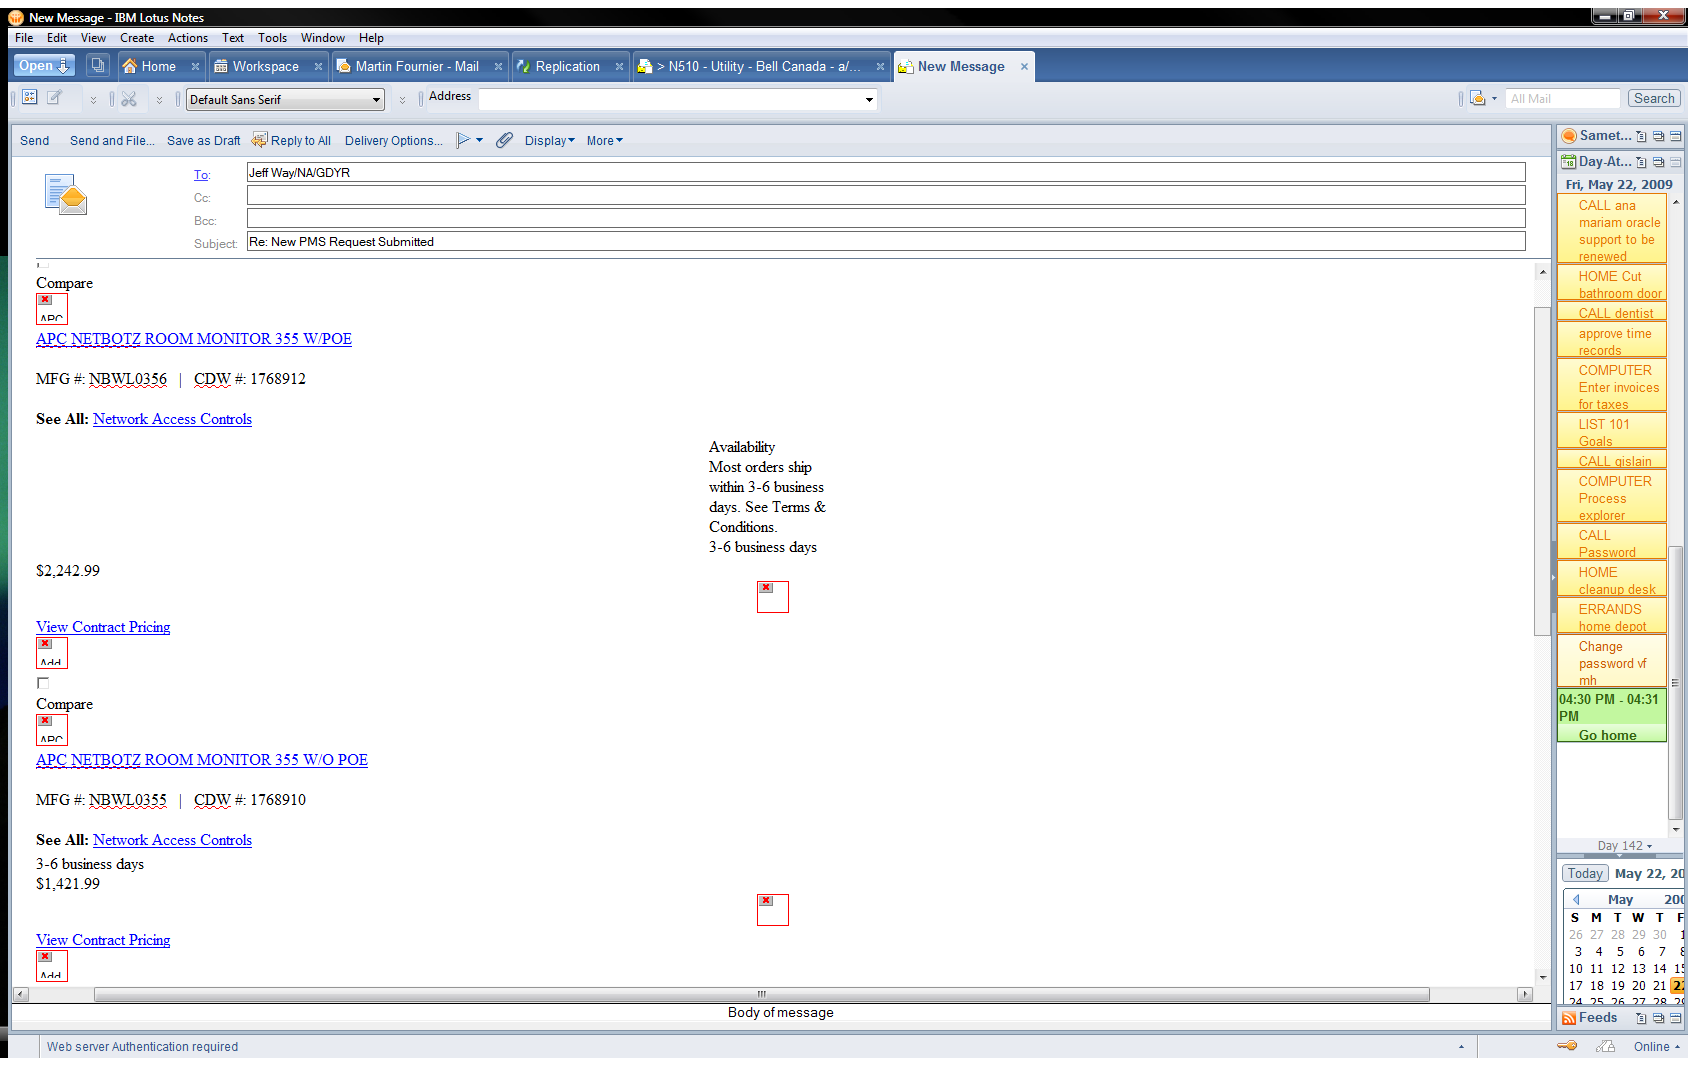 New Message - IBM Lotus Notes
File Edit View Create Actions Text Tools Window Help
Open Home Workspace Martin Fournier - Mail Replication > N510 - Utility - Bell Canada - a/... New Message
Default Sans Serif Address All Mail Search
Send Send and File... Save as Draft Reply to All Delivery Options... Display More
To: Jeff Way/NA/GDYR
Cc:
Bcc:
Subject: Re: New PMS Request Submitted
Compare
APC
APC NETBOTZ ROOM MONITOR 355 W/POE
MFG #: NBWL0356 | CDW #: 1768912
See All: Network Access Controls
Availability
Most orders ship
within 3-6 business
days. See Terms &
Conditions.
3-6 business days
$2,242.99
View Contract Pricing
Add
Compare
APC
APC NETBOTZ ROOM MONITOR 355 W/O POE
MFG #: NBWL0355 | CDW #: 1768910
See All: Network Access Controls
3-6 business days
$1,421.99
View Contract Pricing
Add
Body of message
Web server Authentication required
Samet...
Day-At...
Fri, May 22, 2009
CALL ana
mariam oracle
support to be
renewed
HOME Cut
bathroom door
CALL dentist
approve time
records
COMPUTER
Enter invoices
for taxes
LIST 101
Goals
CALL gislain
COMPUTER
Process
explorer
CALL
Password
HOME
cleanup desk
ERRANDS
home depot
Change
password vf
mh
04:30 PM - 04:31
PM
Go home
Day 142
Today May 22, 20
May 200
S M T W T F
26 27 28 29 30 1
3 4 5 6 7 8
10 11 12 13 14 15
17 18 19 20 21 22
24 25 26 27 28 29
Feeds
Online